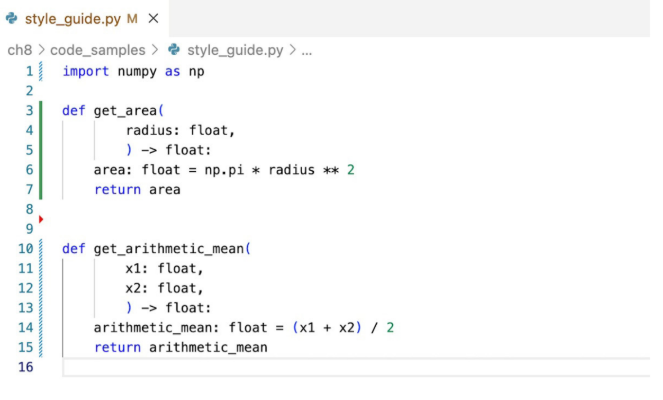 style_guide.py M ×
ch8 > code_samples > style_guide.py > ...
1 import numpy as np
2
3 def get_area(
4 radius: float,
5 ) -> float:
6 area: float = np.pi * radius ** 2
7 return area
8
9
10 def get_arithmetic_mean(
11 x1: float,
12 x2: float,
13 ) -> float:
14 arithmetic_mean: float = (x1 + x2) / 2
15 return arithmetic_mean
16